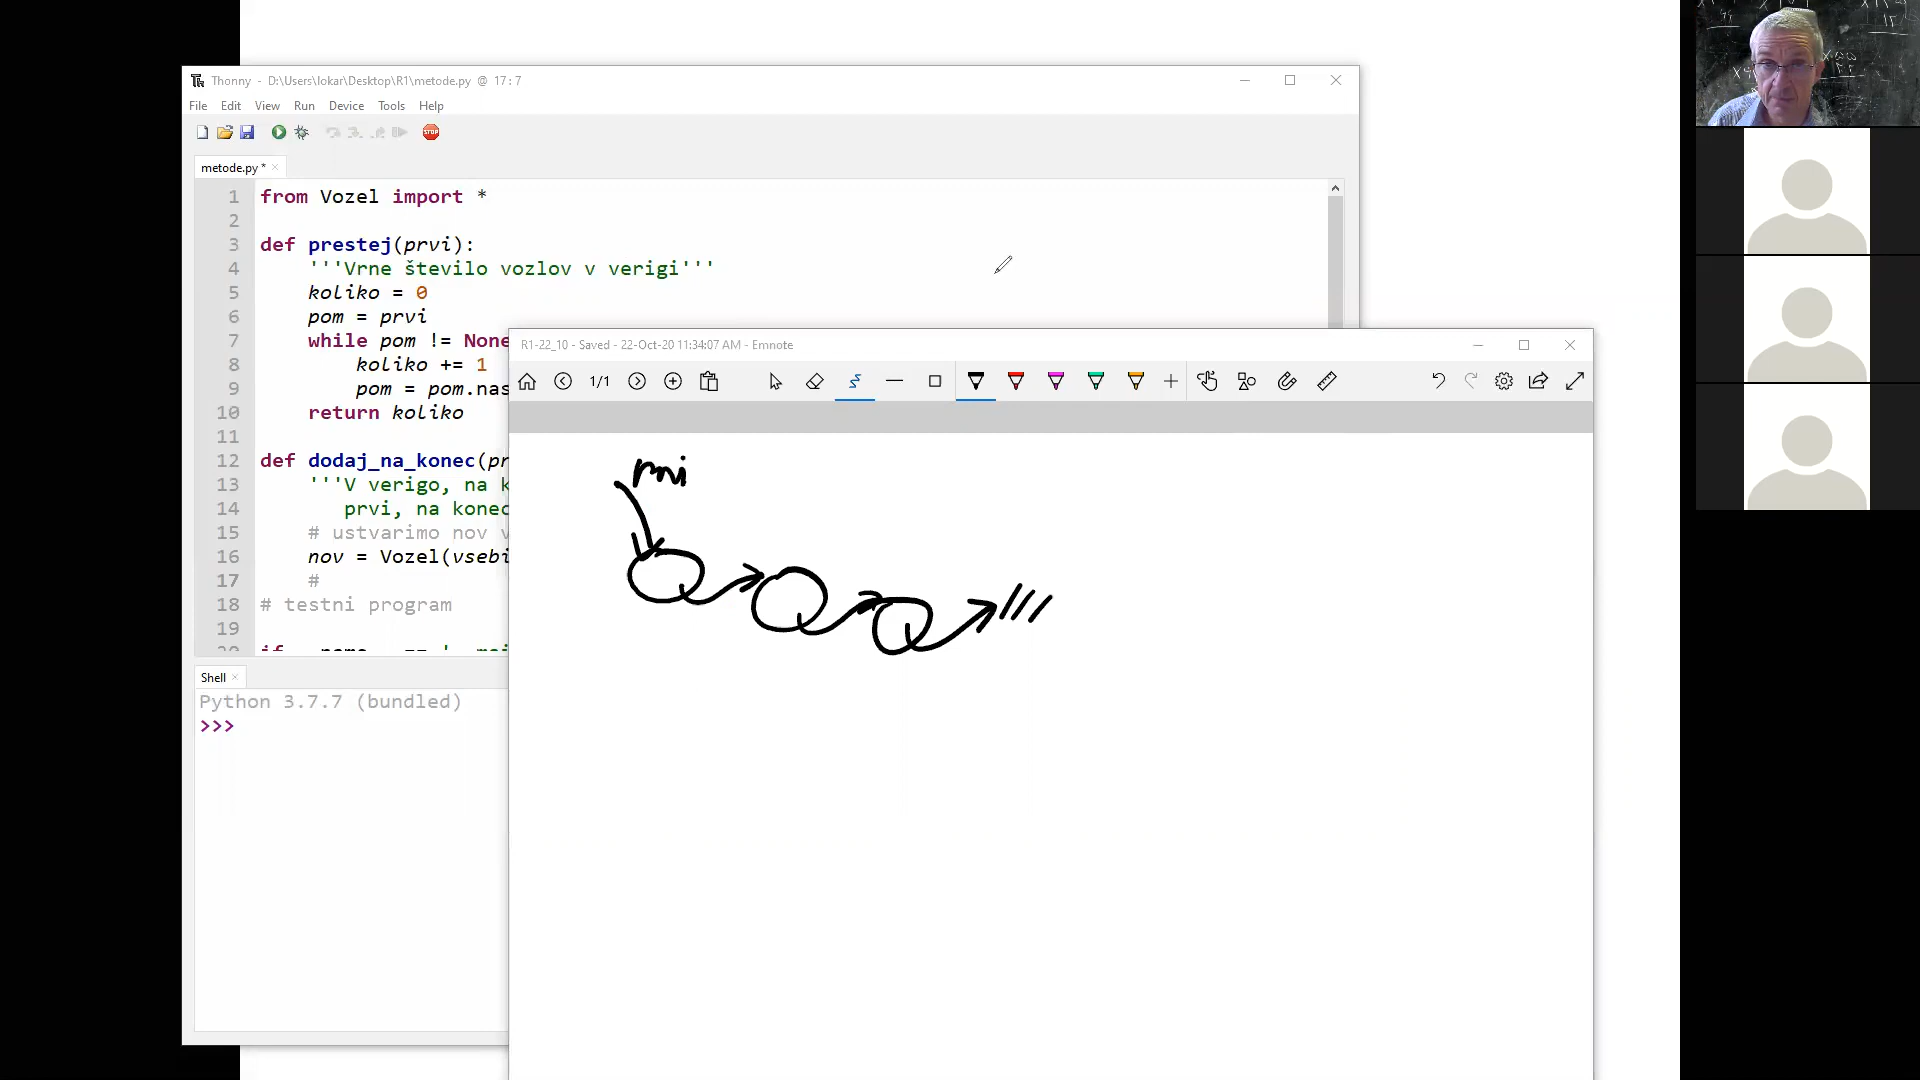 Thonny - D:\Users\lokar\Desktop\R1\metode.py @ 17 : 7
File Edit View Run Device Tools Help
STOP
metode.py *
1 from Vozel import *
2
3 def prestej(prvi):
4 '''Vrne število vozlov v verigi'''
5 koliko = 0
6 pom = prvi
7 while pom != None
8 koliko += 1
9 pom = pom.nas
10 return koliko
11
12 def dodaj_na_konec(pr
13 '''V verigo, na k
14 prvi, na konec
15 # ustvarimo nov v
16 nov = Vozel(vsebi
17 #
18 # testni program
19
Shell
Python 3.7.7 (bundled)
>>>
R1-22_10 - Saved - 22-Oct-20 11:34:07 AM - Emnote
1/1
prvi